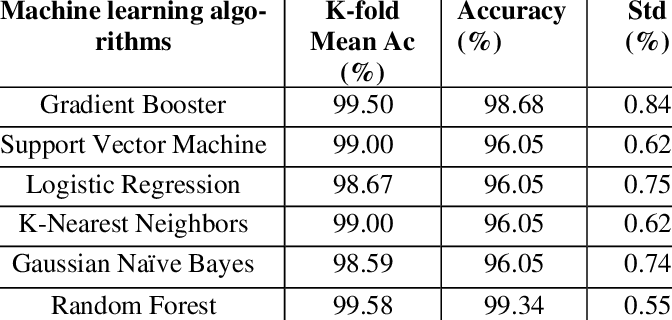 Machine learning algo- K-fold Accuracy Std
rithms Mean Ac (%) (%)
(%)
Gradient Booster 99.50 98.68 0.84
Support Vector Machine 99.00 96.05 0.62
Logistic Regression 98.67 96.05 0.75
K-Nearest Neighbors 99.00 96.05 0.62
Gaussian Naïve Bayes 98.59 96.05 0.74
Random Forest 99.58 99.34 0.55